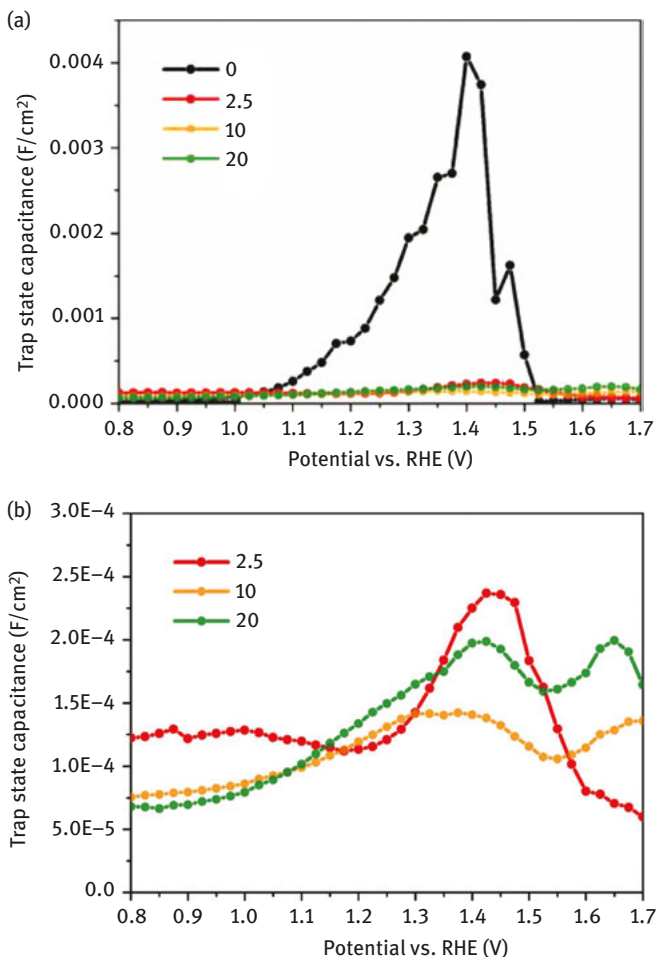 (a)
Trap state capacitance (F/cm²)
0.004
0.003
0.002
0.001
0.000
0
2.5
10
20
0.8 0.9 1.0 1.1 1.2 1.3 1.4 1.5 1.6 1.7
Potential vs. RHE (V)
(b)
Trap state capacitance (F/cm²)
3.0E–4
2.5E–4
2.0E–4
1.5E–4
1.0E–4
5.0E–5
0.0
2.5
10
20
0.8 0.9 1.0 1.1 1.2 1.3 1.4 1.5 1.6 1.7
Potential vs. RHE (V)